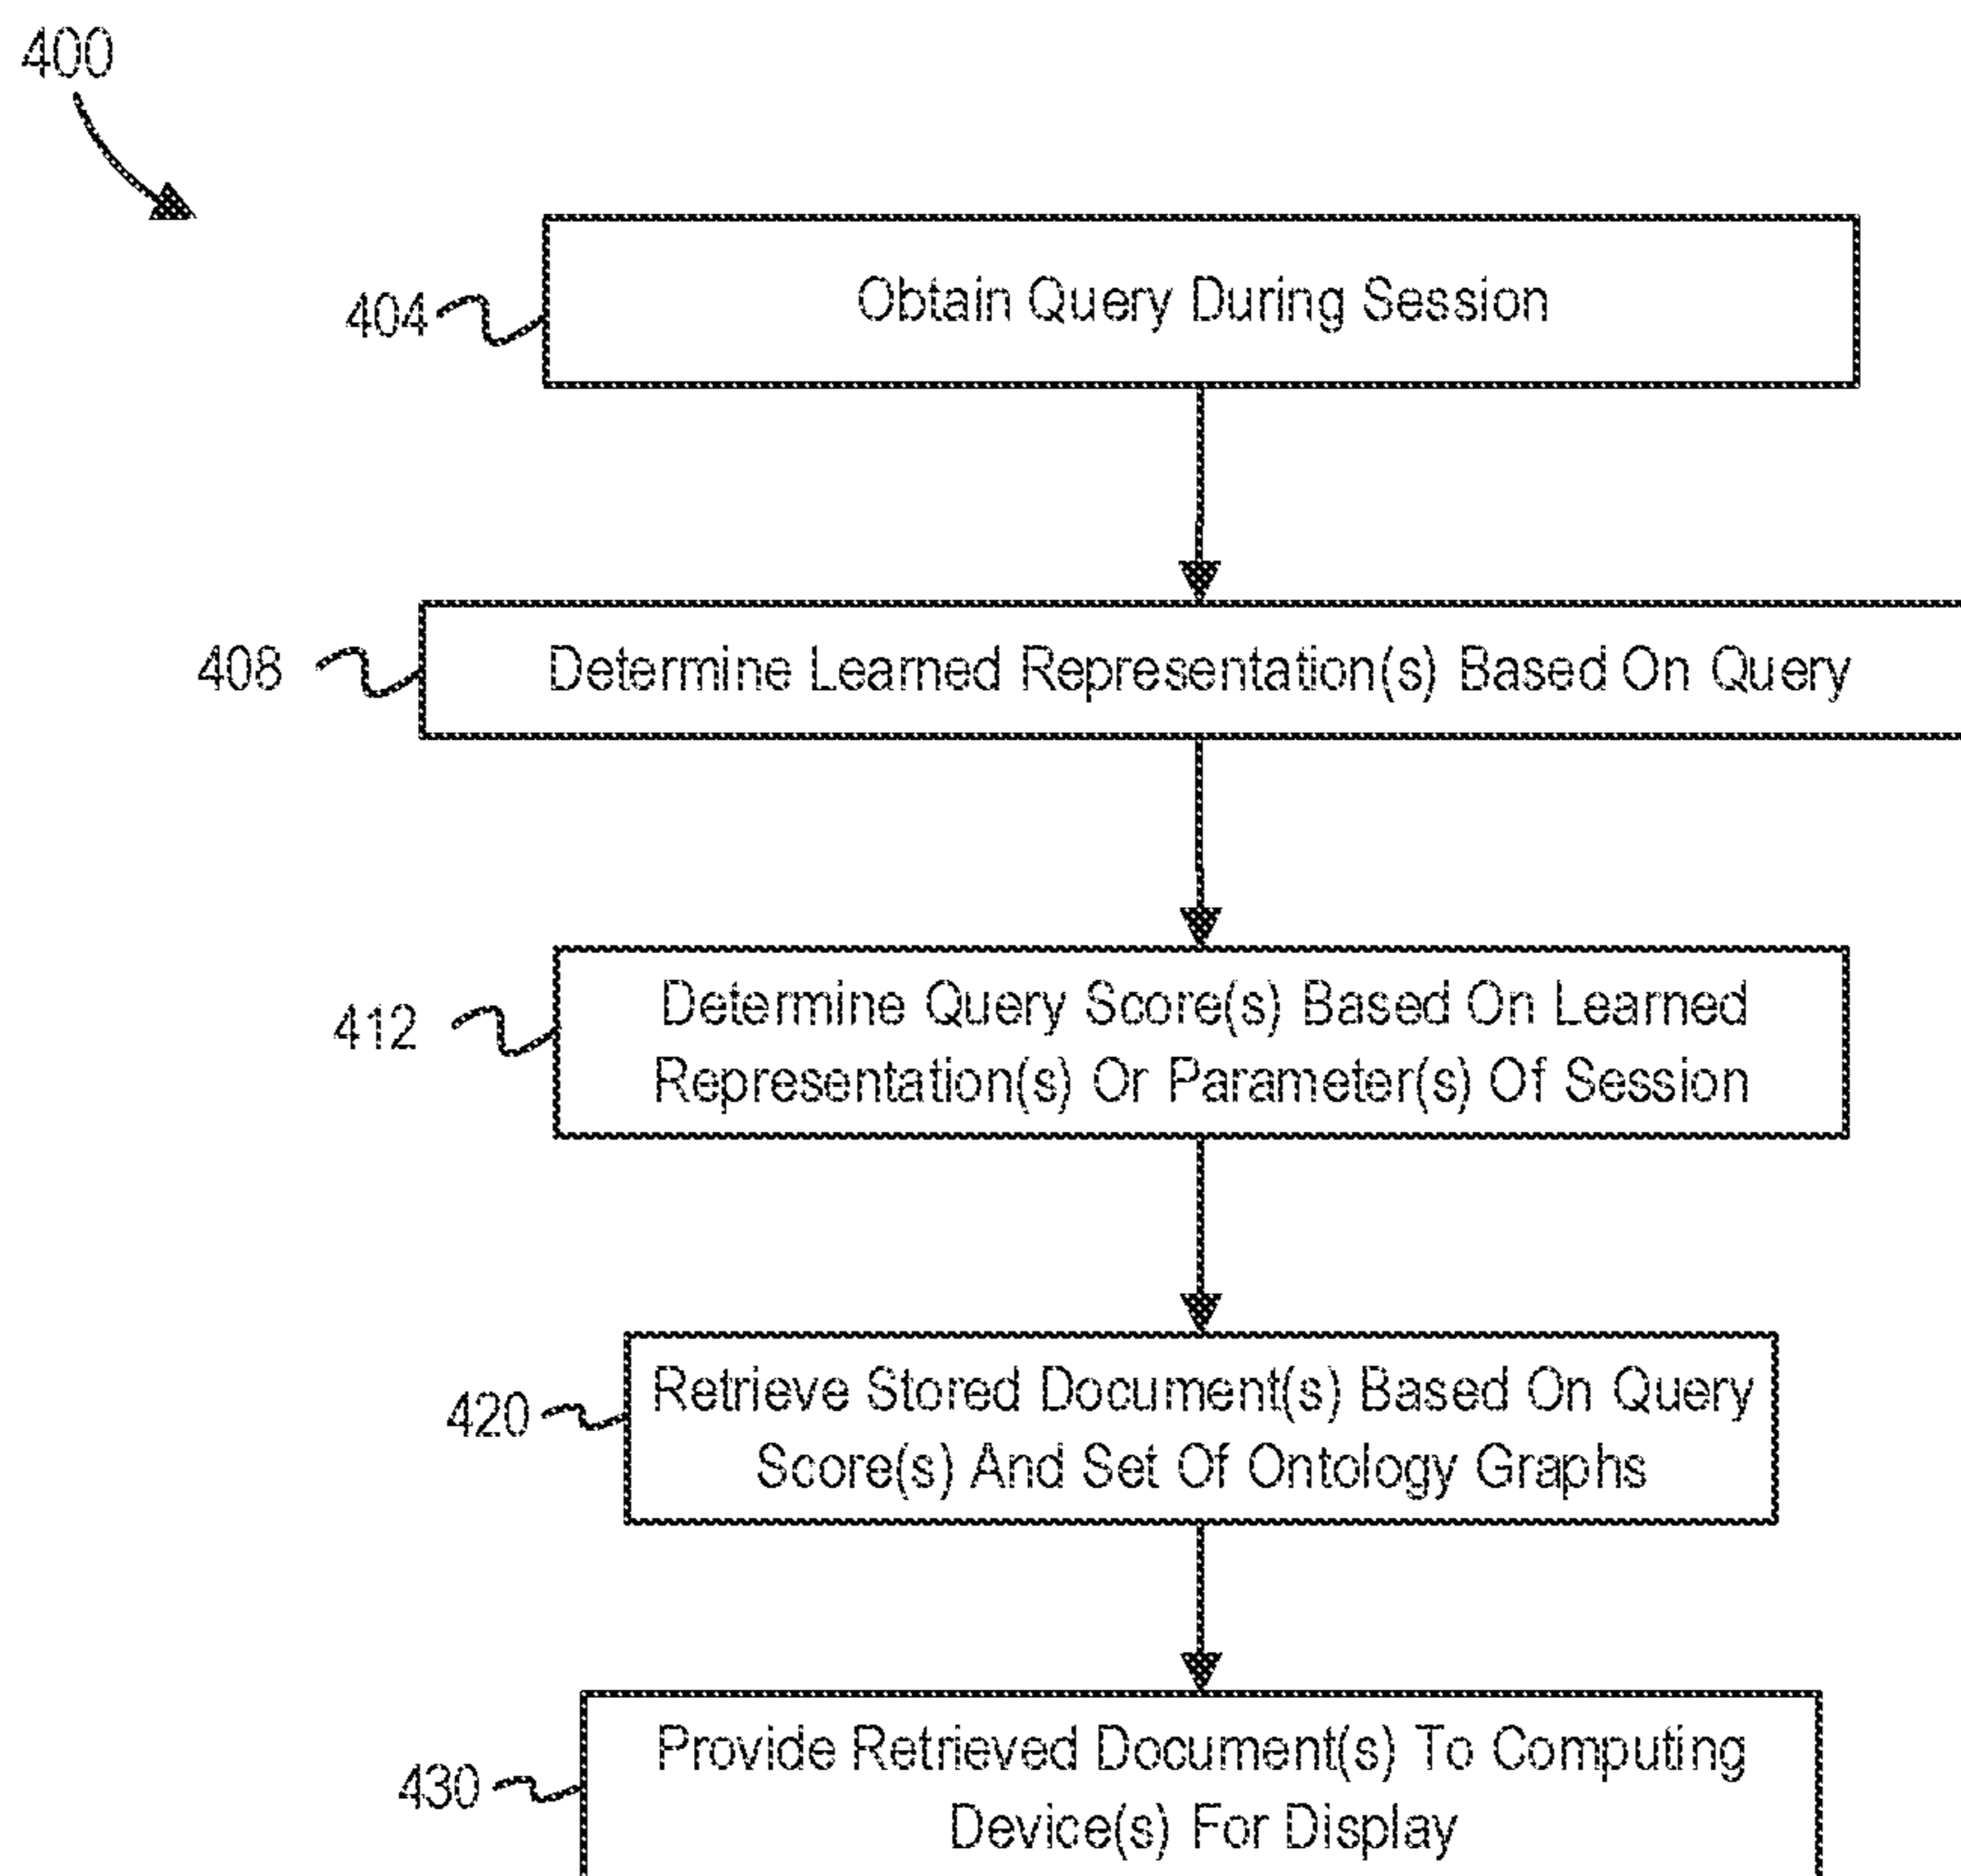 400
404
Obtain Query During Session
408
Determine Learned Representation(s) Based On Query
412
Determine Query Score(s) Based On Learned
Representation(s) Or Parameter(s) Of Session
420
Retrieve Stored Document(s) Based On Query
Score(s) And Set Of Ontology Graphs
430
Provide Retrieved Document(s) To Computing
Device(s) For Display